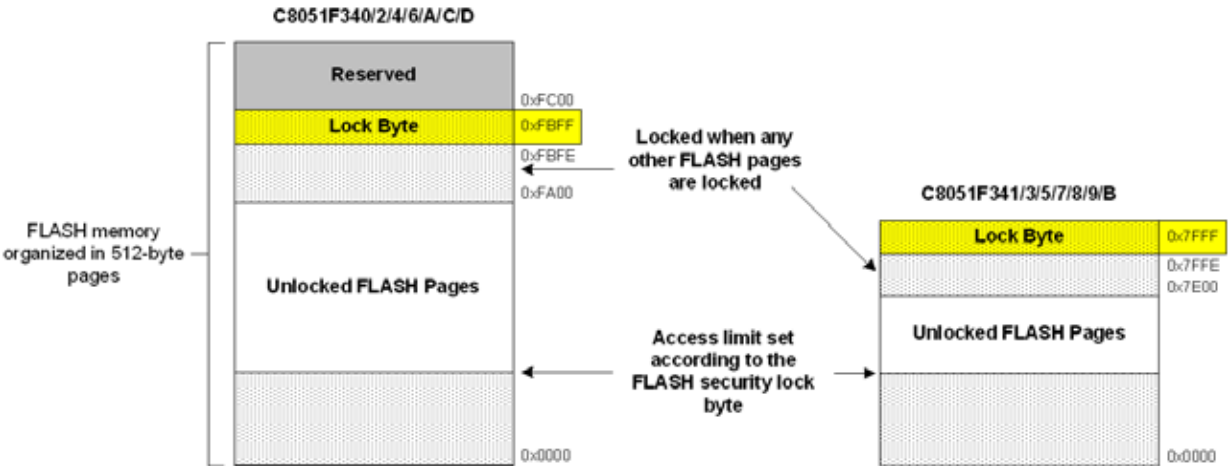 C8051F340/2/4/6/A/C/D
Reserved
0xFC00
Lock Byte
0xFBFF
0xFBFE
0xFA00
FLASH memory
organized in 512-byte
pages
Unlocked FLASH Pages
0x0000
Locked when any
other FLASH pages
are locked
Access limit set
according to the
FLASH security lock
byte
C8051F341/3/5/7/8/9/B
Lock Byte
0x7FFF
0x7FFE
0x7E00
Unlocked FLASH Pages
0x0000